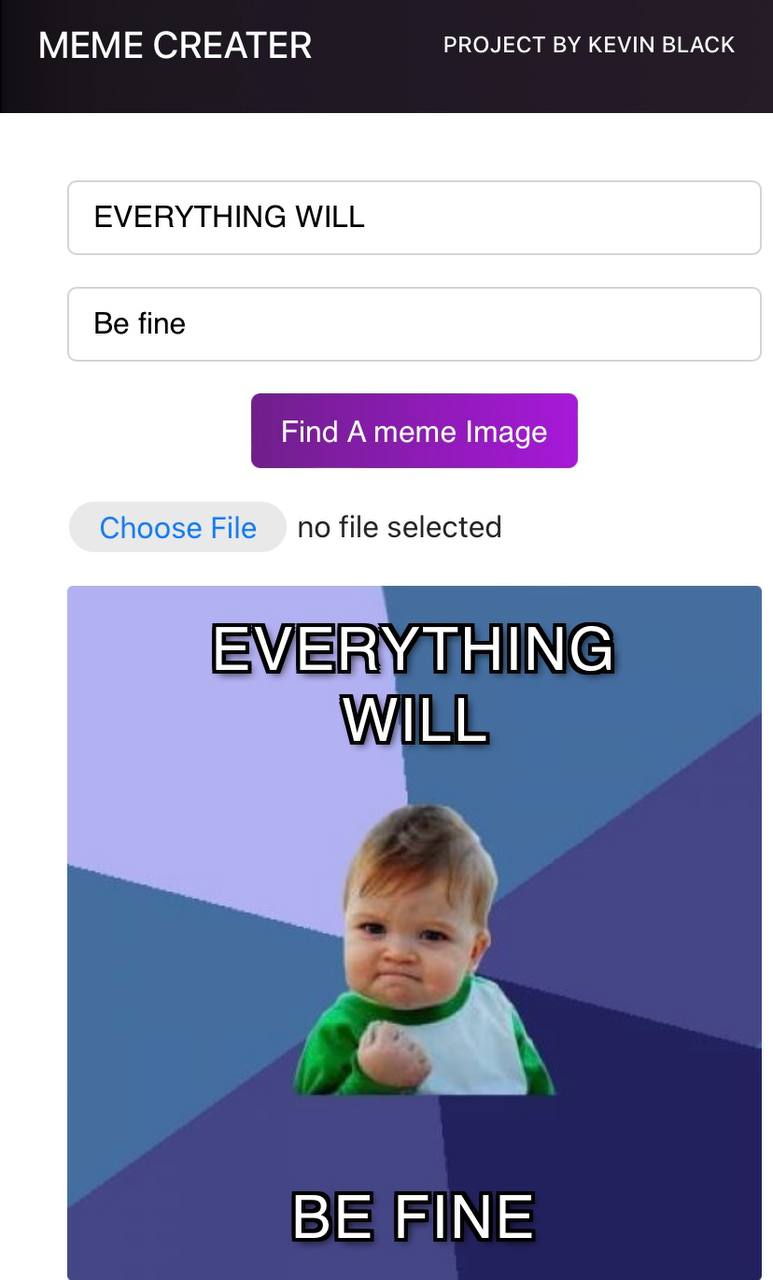 MEME CREATER
PROJECT BY KEVIN BLACK
EVERYTHING WILL
Be fine
Find A meme Image
Choose File no file selected
EVERYTHING
WILL
BE FINE